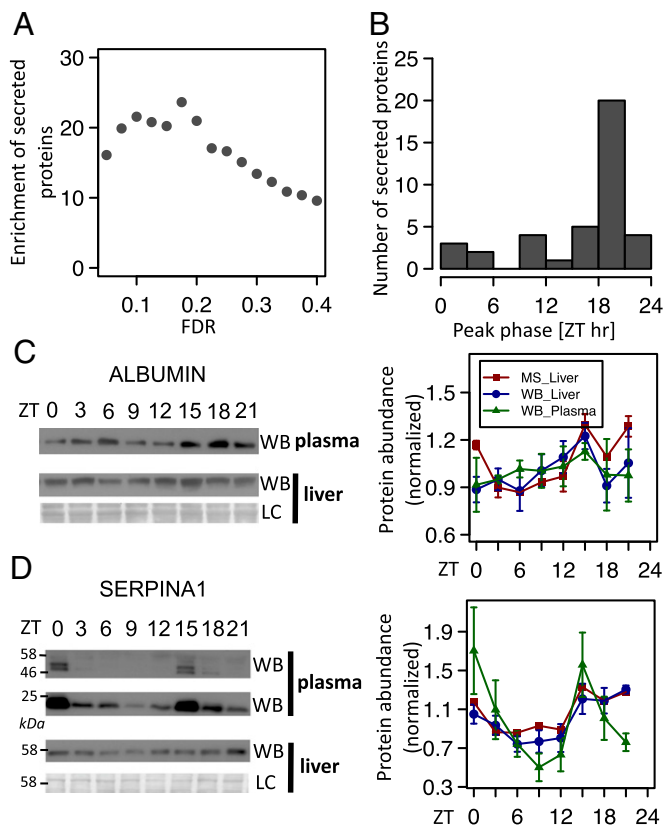 A
Enrichment of secreted
proteins
30
20
10
0
0.1 0.2 0.3 0.4
FDR
B
Number of secreted proteins
25
20
15
10
5
0
0 6 12 18 24
Peak phase [ZT hr]
C
ALBUMIN
ZT 0 3 6 9 12 15 18 21
WB plasma
WB
LC
liver
Protein abundance
(normalized)
1.5
1.2
0.9
0.6
MS_Liver
WB_Liver
WB_Plasma
ZT 0 6 12 18 24
D
SERPINA1
ZT 0 3 6 9 12 15 18 21
58
46
WB
25
WB
plasma
kDa
58
WB
58
LC
liver
Protein abundance
(normalized)
1.9
1.5
1.1
0.7
0.3
ZT 0 6 12 18 24